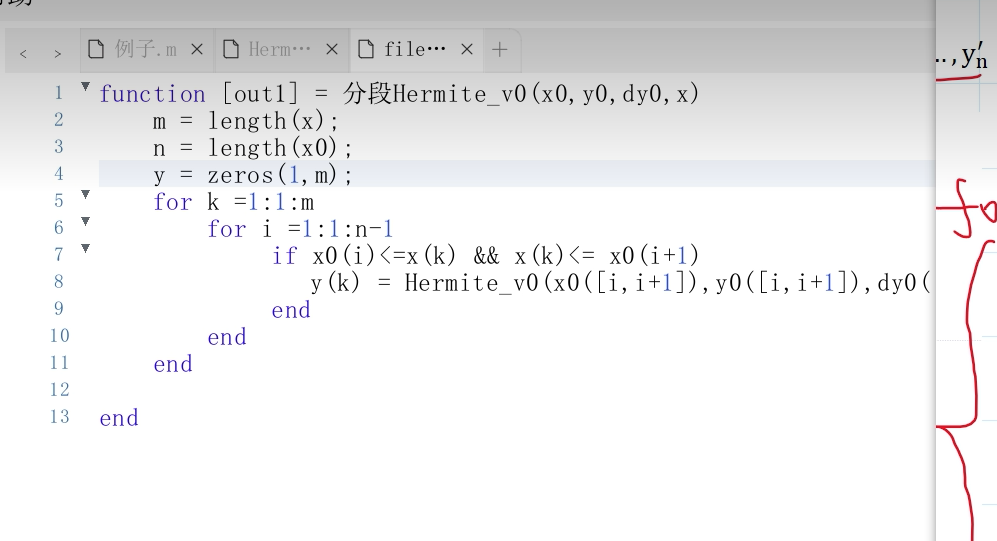 < > 例子.m × Herm··· × file··· × +
..,y′n
1 function [out1] = 分段Hermite_v0(x0,y0,dy0,x)
2 m = length(x);
3 n = length(x0);
4 y = zeros(1,m);
5 for k =1:1:m
6 for i =1:1:n-1
7 if x0(i)<=x(k) && x(k)<= x0(i+1)
8 y(k) = Hermite_v0(x0([i,i+1]),y0([i,i+1]),dy0(
9 end
10 end
11 end
12
13 end